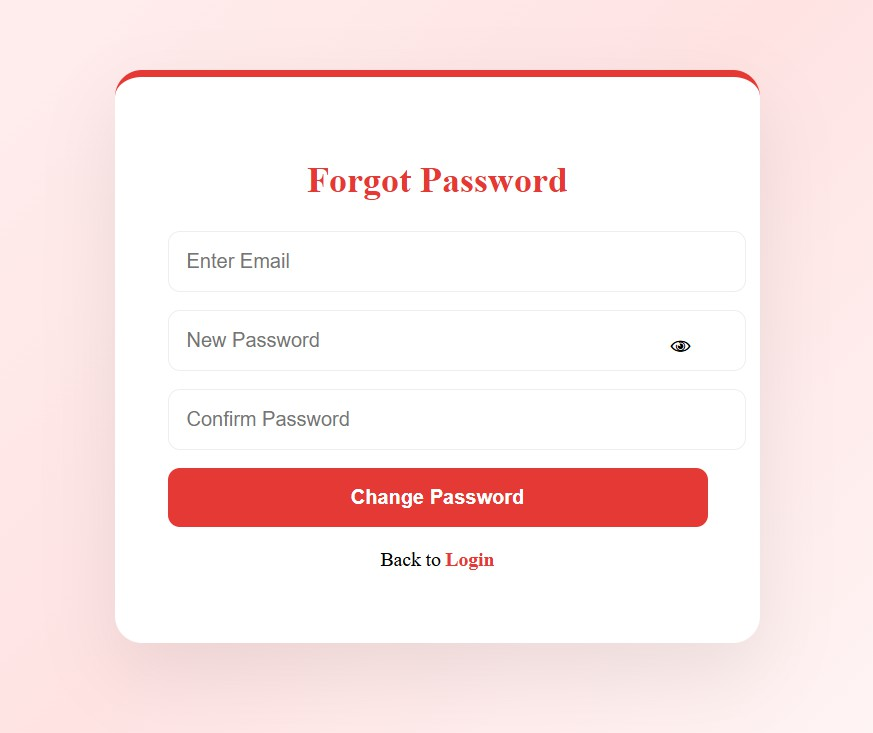 Forgot Password
Enter Email
New Password
Confirm Password
Change Password
Back to Login